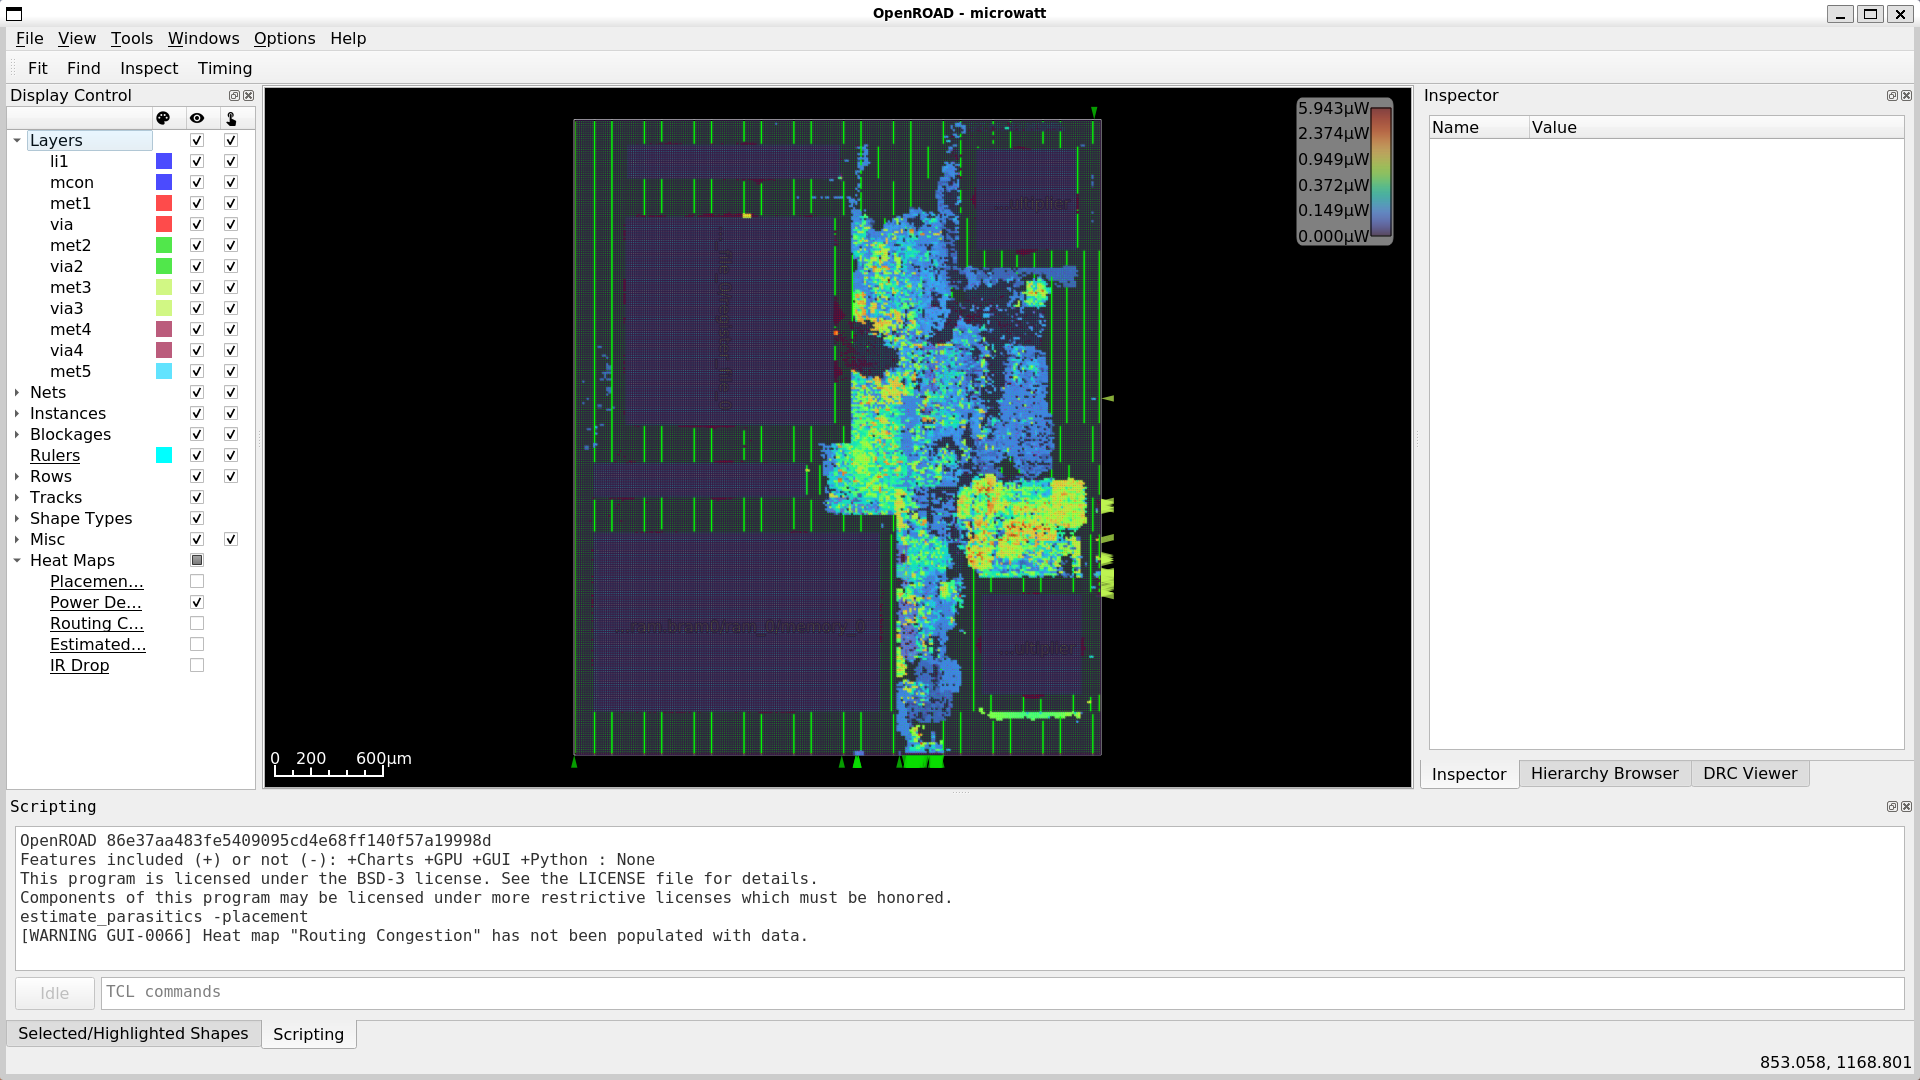 OpenROAD - microwatt
File View Tools Windows Options Help
Fit Find Inspect Timing
Display Control
Layers
li1
mcon
met1
via
met2
via2
met3
via3
met4
via4
met5
Nets
Instances
Blockages
Rulers
Rows
Tracks
Shape Types
Misc
Heat Maps
Placemen...
Power De...
Routing C...
Estimated...
IR Drop
5.943μW
2.374μW
0.949μW
0.372μW
0.149μW
0.000μW
0 200 600μm
Inspector
Name Value
Inspector Hierarchy Browser DRC Viewer
Scripting
OpenROAD 86e37aa483fe5409095cd4e68ff140f57a19998d
Features included (+) or not (-): +Charts +GPU +GUI +Python : None
This program is licensed under the BSD-3 license. See the LICENSE file for details.
Components of this program may be licensed under more restrictive licenses which must be honored.
estimate_parasitics -placement
[WARNING GUI-0066] Heat map "Routing Congestion" has not been populated with data.
Idle TCL commands
Selected/Highlighted Shapes Scripting
853.058, 1168.801